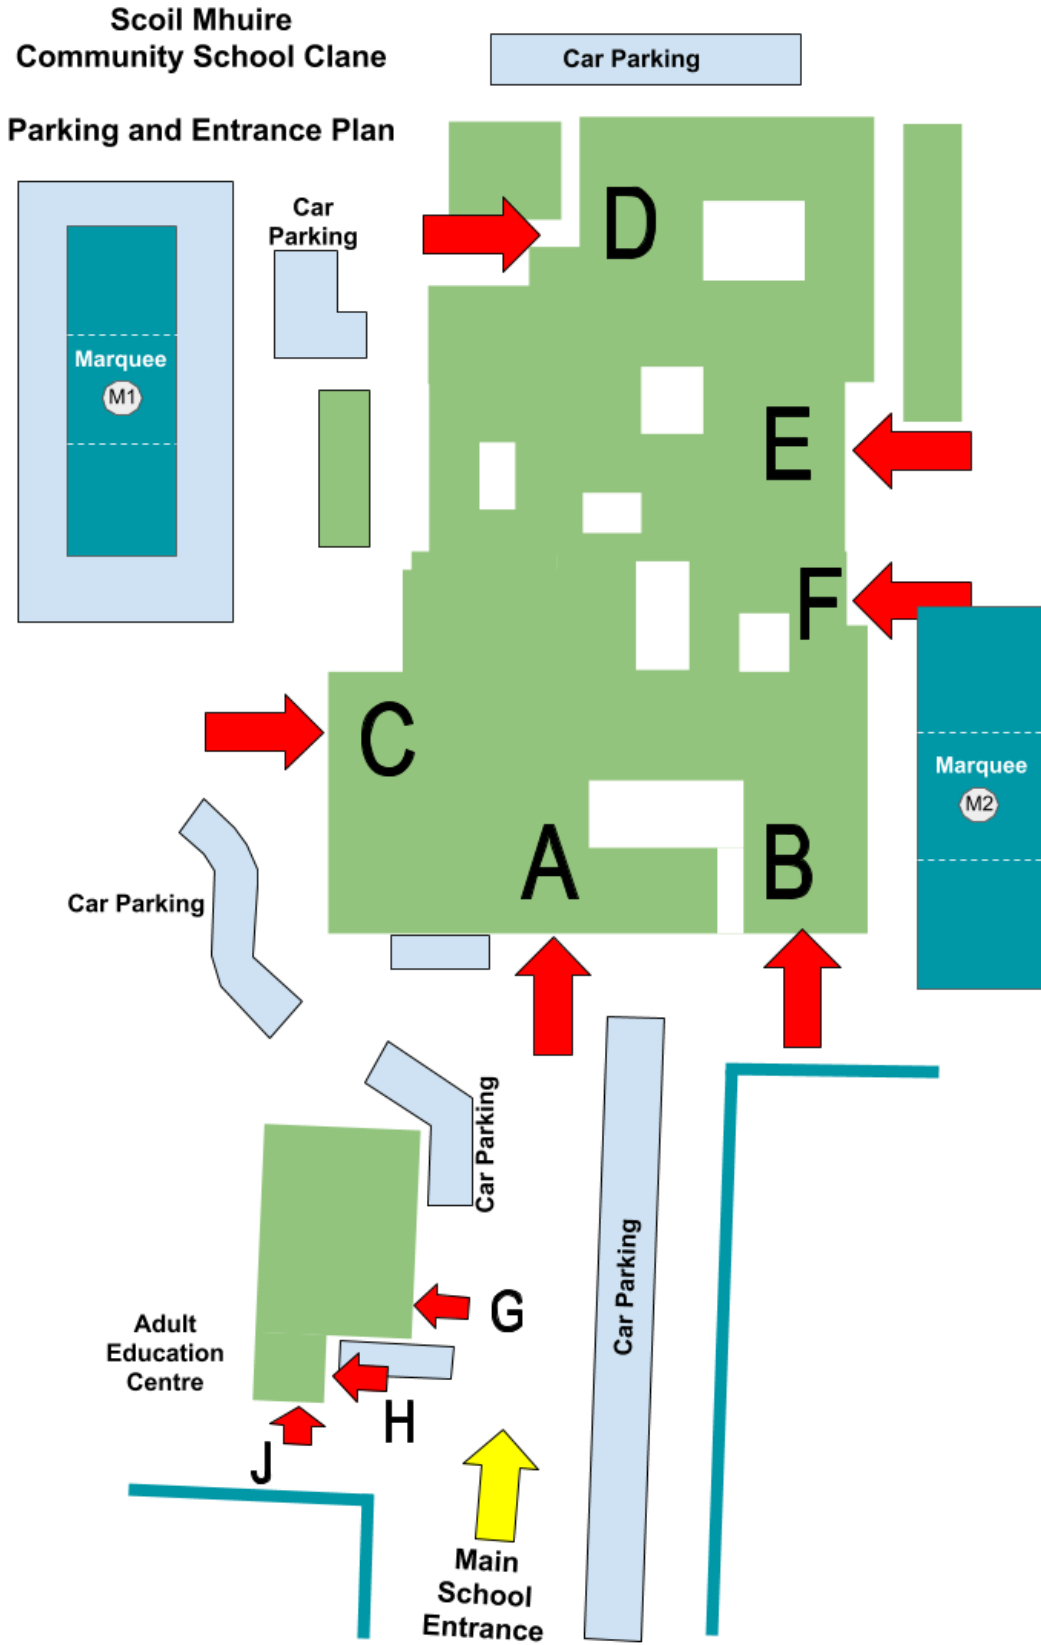 Scoil Mhuire
Community School Clane
Car Parking
Parking and Entrance Plan
Car
Parking
D
Marquee
M1
E
F
C
Marquee
M2
A
B
Car Parking
Car Parking
Car Parking
G
Adult
Education
Centre
H
J
Main
School
Entrance